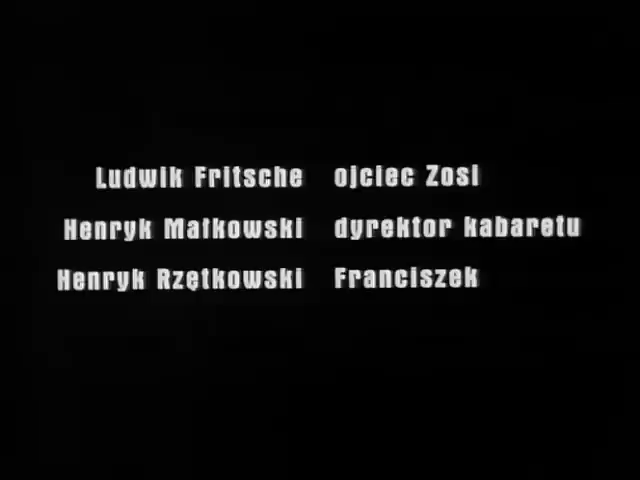 Ludwik Fritsche ojciec Zosi
Henryk Małkowski dyrektor kabaretu
Henryk Rzętkowski Franciszek